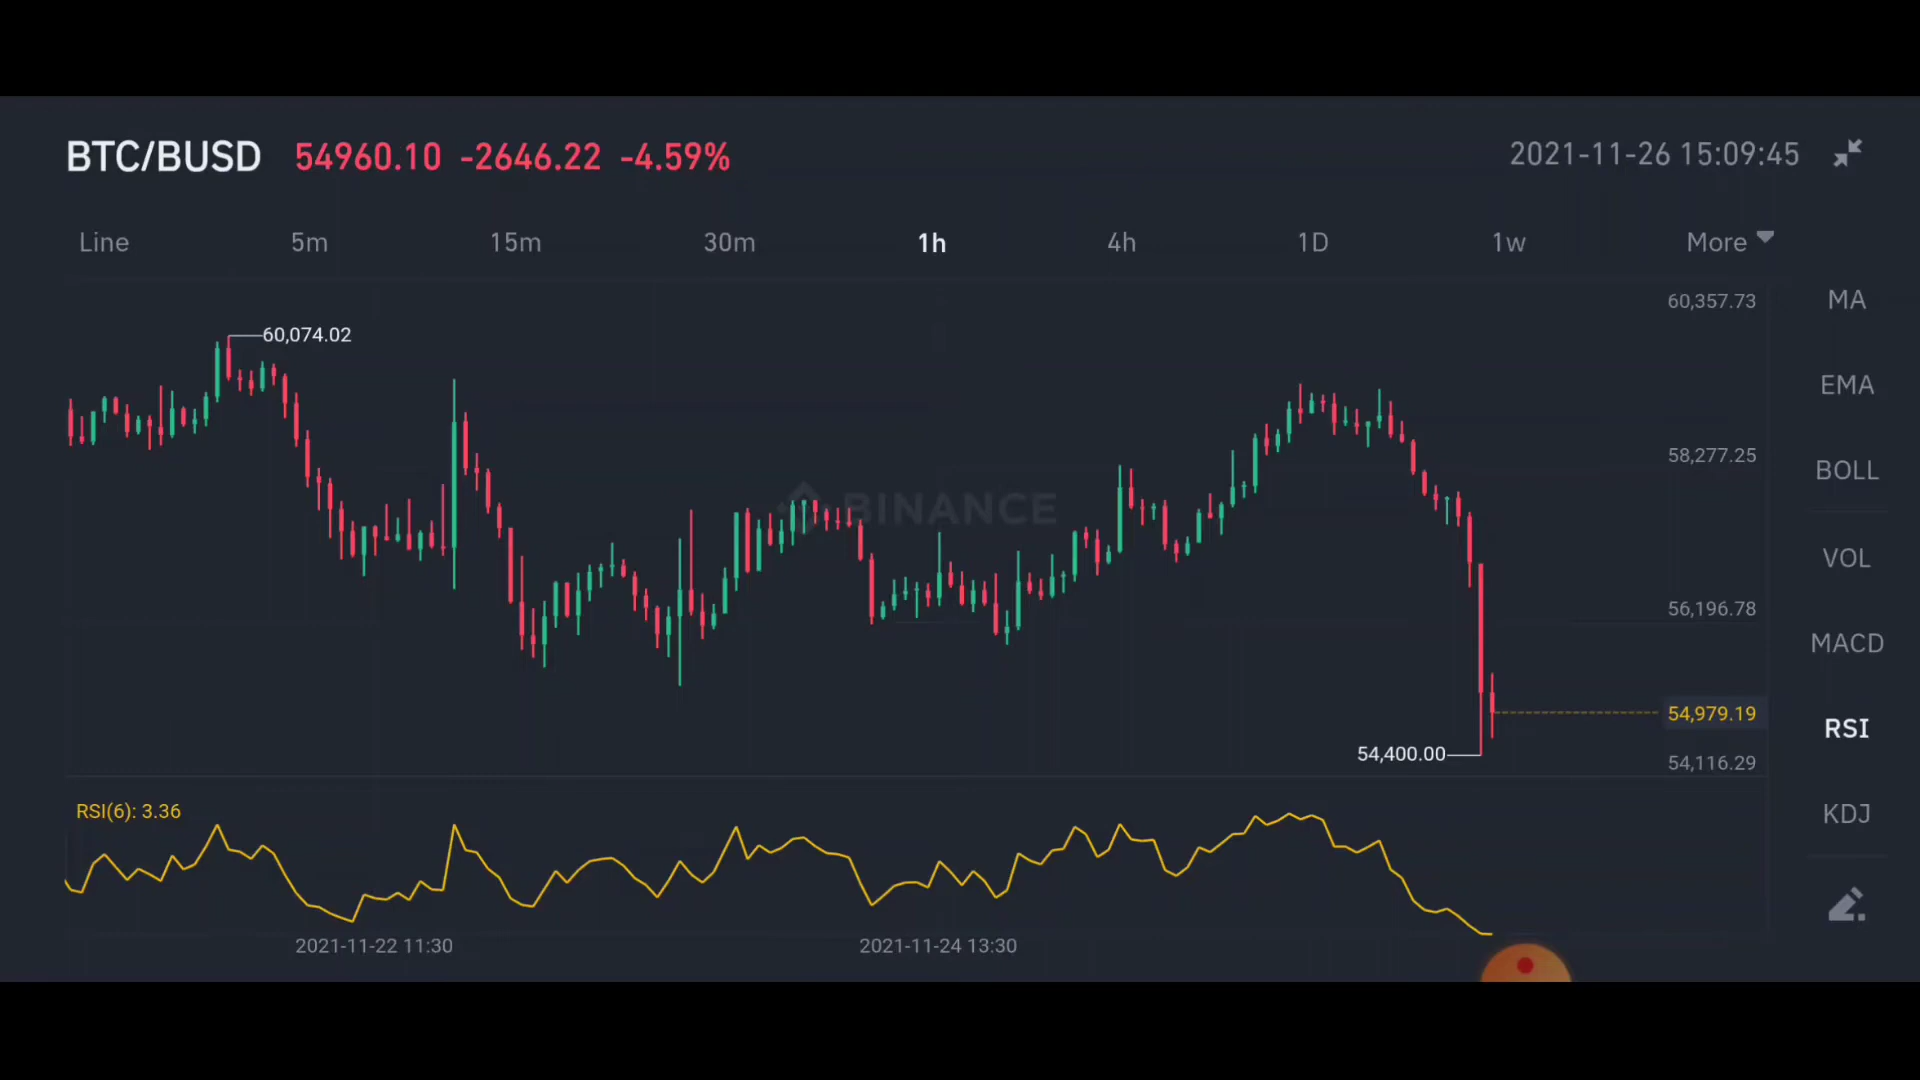 BTC/BUSD 54960.10 -2646.22 -4.59% 2021-11-26 15:09:45
Line 5m 15m 30m 1h 4h 1D 1w More
MA
60,357.73
60,074.02
EMA
58,277.25
BOLL
BINANCE
VOL
56,196.78
MACD
54,979.19
RSI
54,400.00
54,116.29
RSI(6): 3.36
KDJ
2021-11-22 11:30 2021-11-24 13:30